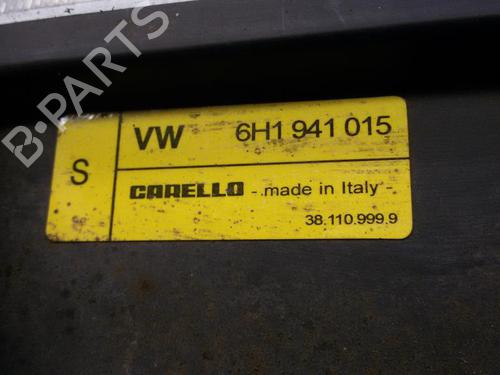 B-PARTS
S
VW 6H1 941 015
CARELLO - made in Italy -
38.110.999.9